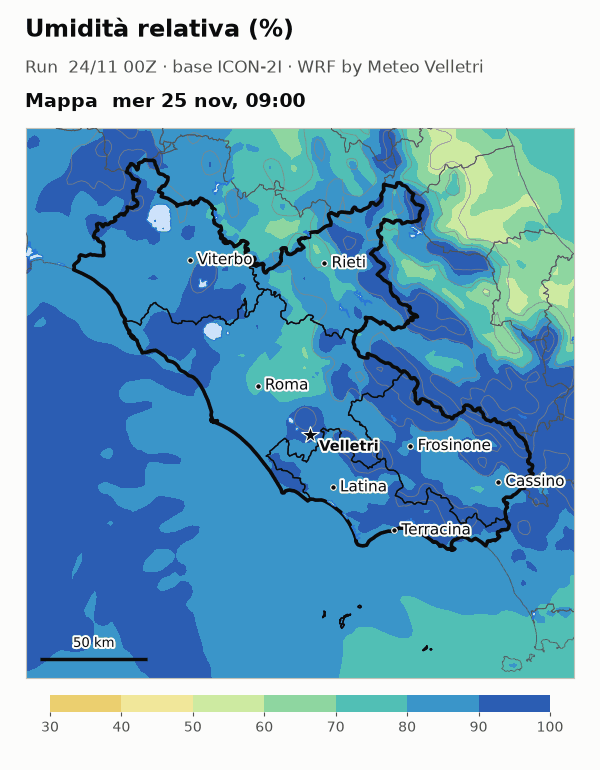 Umidità relativa (%)
Run  24/11 00Z · base ICON-2I · WRF by Meteo Velletri
Mappa  mer 25 nov, 09:00
Viterbo
Rieti
Roma
Velletri
Frosinone
Cassino
Latina
Terracina
50 km
30 40 50 60 70 80 90 100